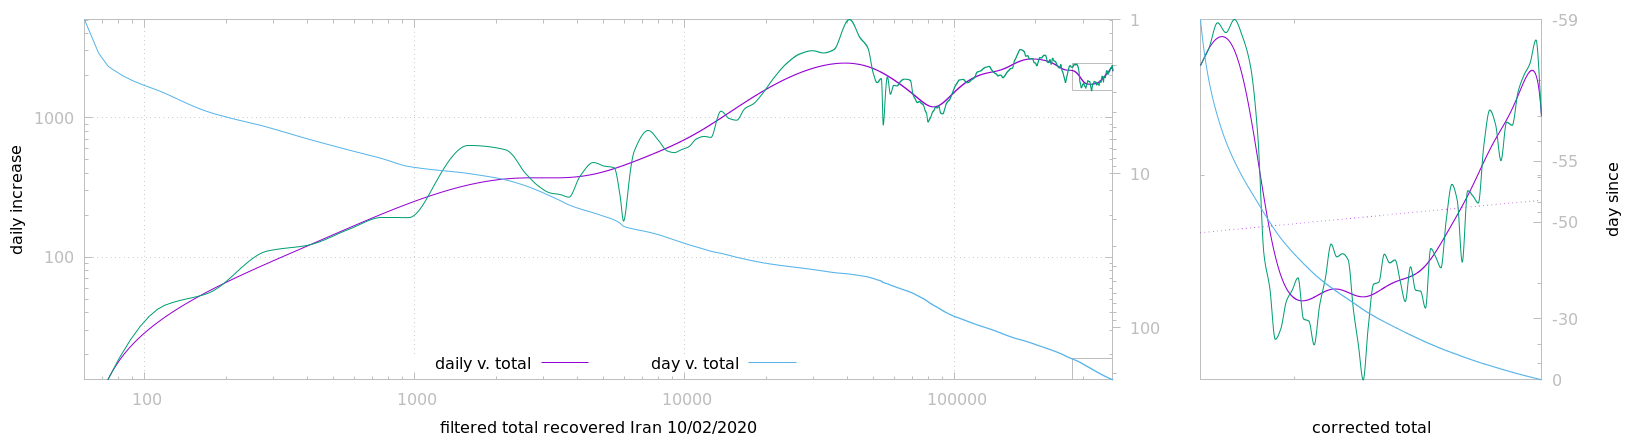 1
-59
1000
daily increase
10
-55
-50
day since
100
100
-30
daily v. total
day v. total
0
100
1000
10000
100000
filtered total recovered Iran 10/02/2020
corrected total